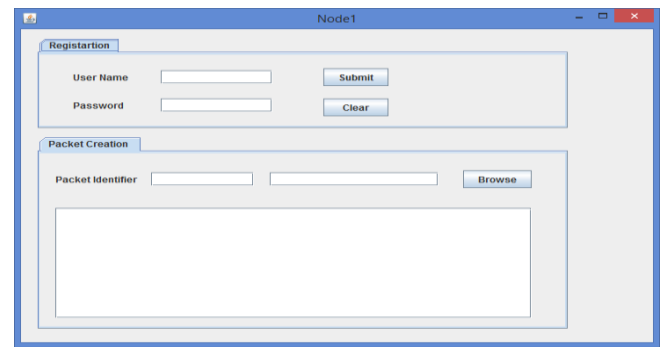 Node1
Registartion
User Name
Submit
Password
Clear
Packet Creation
Packet Identifier
Browse